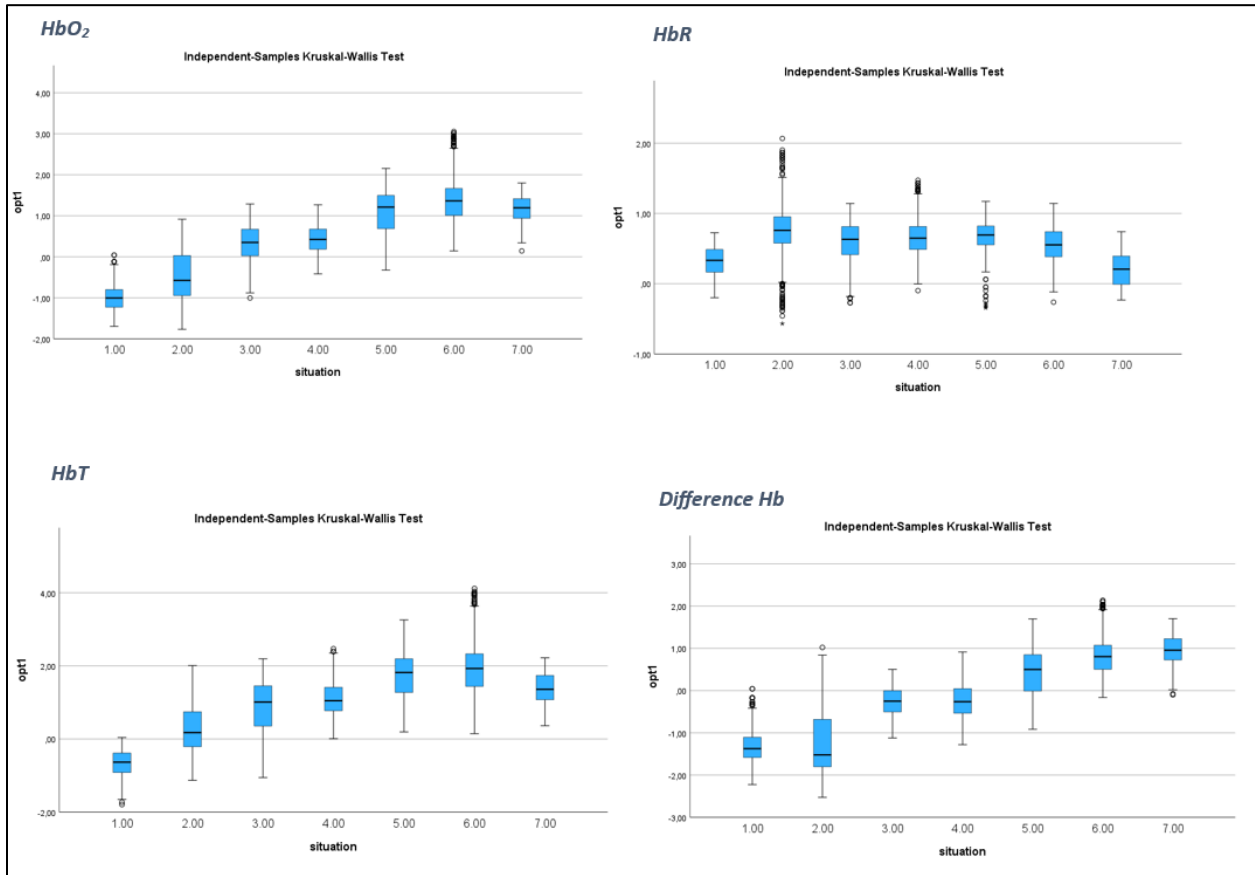 HbO₂
Independent-Samples Kruskal-Wallis Test
4,00
3,00
2,00
1,00
,00
-1,00
-2,00
opt1
1.00 2.00 3.00 4.00 5.00 6.00 7.00
situation
HbR
Independent-Samples Kruskal-Wallis Test
2,00
1,00
,00
-1,00
opt1
1.00 2.00 3.00 4.00 5.00 6.00 7.00
situation
HbT
Independent-Samples Kruskal-Wallis Test
4,00
2,00
,00
-2,00
opt1
1.00 2.00 3.00 4.00 5.00 6.00 7.00
situation
Difference Hb
Independent-Samples Kruskal-Wallis Test
3,00
2,00
1,00
,00
-1,00
-2,00
-3,00
opt1
1.00 2.00 3.00 4.00 5.00 6.00 7.00
situation